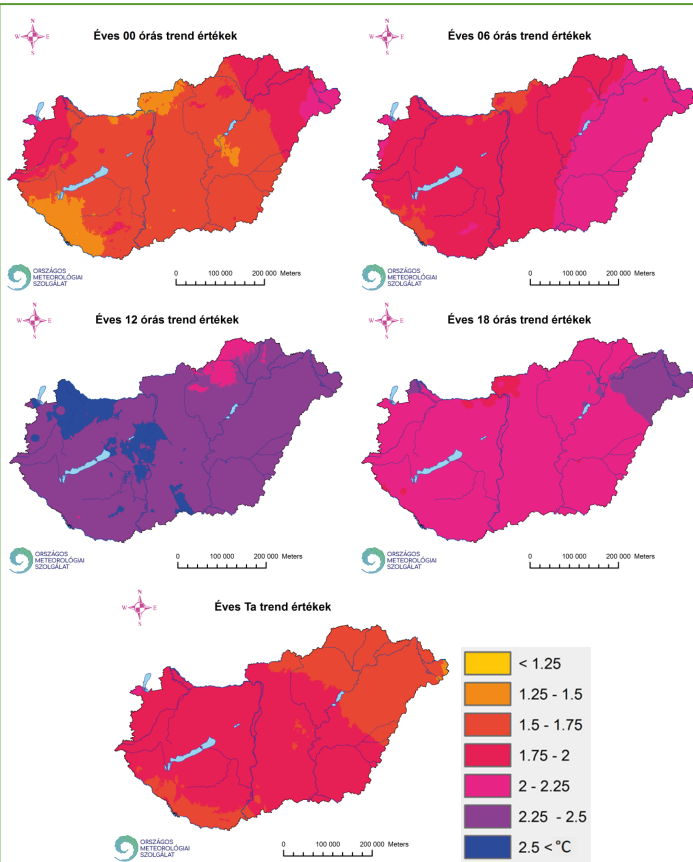 Éves 00 órás trend értékek
N
W E
S
ORSZÁGOS
METEOROLÓGIAI
SZOLGÁLAT
0 100 000 200 000 Meters
Éves 06 órás trend értékek
N
W E
S
ORSZÁGOS
METEOROLÓGIAI
SZOLGÁLAT
0 100 000 200 000 Meters
Éves 12 órás trend értékek
N
W E
S
ORSZÁGOS
METEOROLÓGIAI
SZOLGÁLAT
0 100 000 200 000 Meters
Éves 18 órás trend értékek
N
W E
S
ORSZÁGOS
METEOROLÓGIAI
SZOLGÁLAT
0 100 000 200 000 Meters
Éves Ta trend értékek
N
W E
S
ORSZÁGOS
METEOROLÓGIAI
SZOLGÁLAT
0 100 000 200 000 Meters
< 1.25
1.25 - 1.5
1.5 - 1.75
1.75 - 2
2 - 2.25
2.25 - 2.5
2.5 < °C